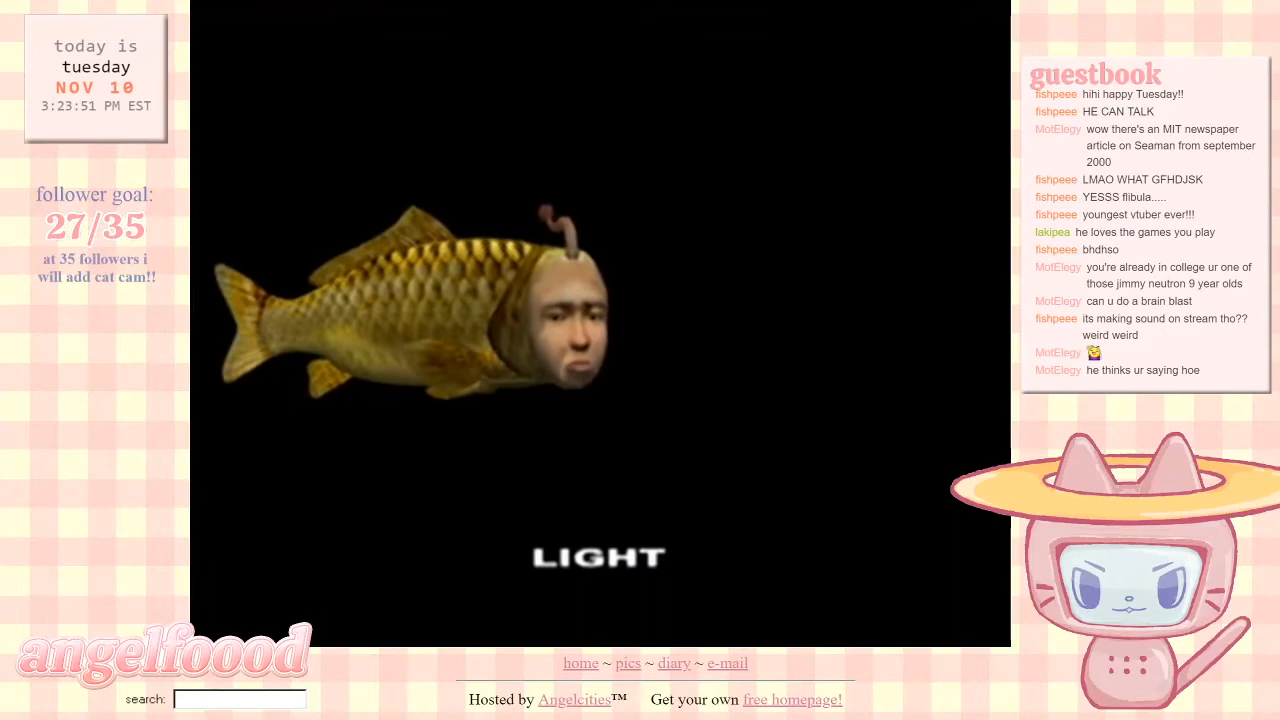 today is
tuesday
NOV 10
3:23:51 PM EST
follower goal:
27/35
at 35 followers i
will add cat cam!!
LIGHT
guestbook
fishpeee hihi happy Tuesday!!
fishpeee HE CAN TALK
MotElegy wow there's an MIT newspaper
article on Seaman from september
2000
fishpeee LMAO WHAT GFHDJSK
fishpeee YESSS flibula.....
fishpeee youngest vtuber ever!!!
lakipea he loves the games you play
fishpeee bhdhso
MotElegy you're already in college ur one of
those jimmy neutron 9 year olds
MotElegy can u do a brain blast
fishpeee its making sound on stream tho??
weird weird
MotElegy
MotElegy he thinks ur saying hoe
angelfoood
search:
home ~ pics ~ diary ~ e-mail
Hosted by Angelcities™ Get your own free homepage!